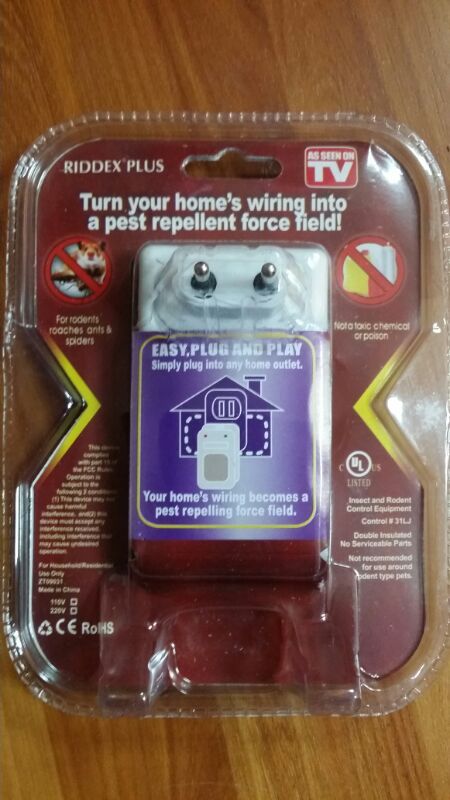 RIDDEX PLUS
AS SEEN ON
TV
Turn your home's wiring into
a pest repellent force field!
For rodents
roaches ants &
spiders
Not a toxic chemical
or poison
EASY, PLUG AND PLAY
Simply plug into any home outlet.
Your home's wiring becomes a
pest repelling force field.
This device
complies
with part 15 of
the FCC Rules
Operation is
subject to the
following 2 conditions
(1) This device may not
cause harmful
interference, and(2) this
device must accept any
interference received,
including interference that
may cause undesired
operation.
For Household/Residential
Use Only
ZT09031
Made in China
110V
220V
CE RoHS
C UL US
LISTED
Insect and Rodent
Control Equipment
Control # 31LJ
Double Insulated
No Serviceable Parts
Not recommended
for use around
rodent type pets.